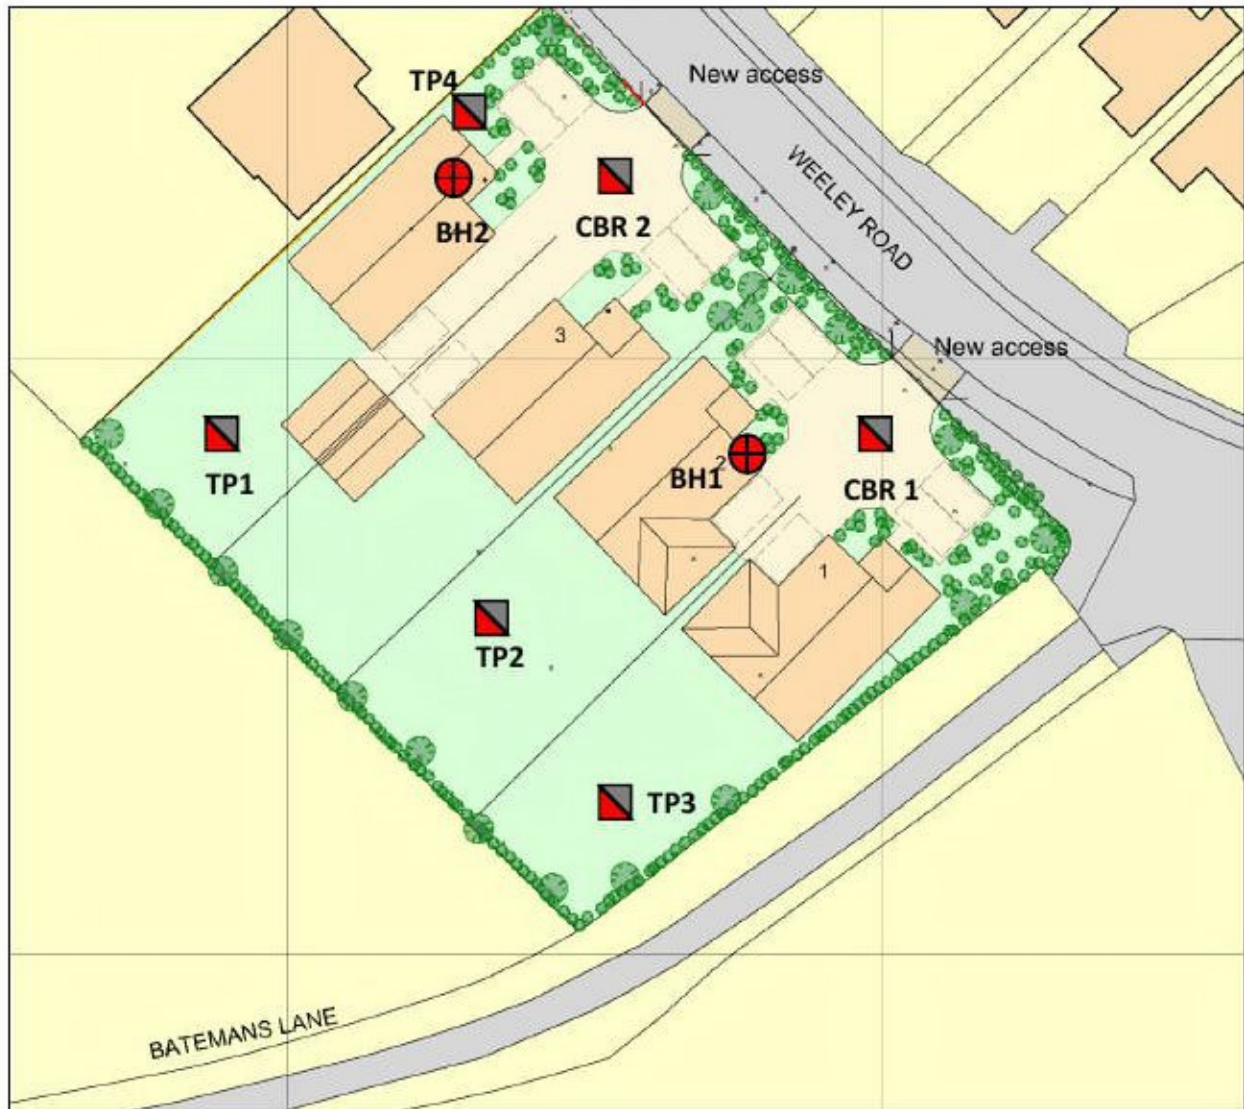 TP4
New access
WEELEY ROAD
BH2
CBR 2
3
New access
TP1
2
BH1
CBR 1
1
TP2
TP3
BATEMANS LANE